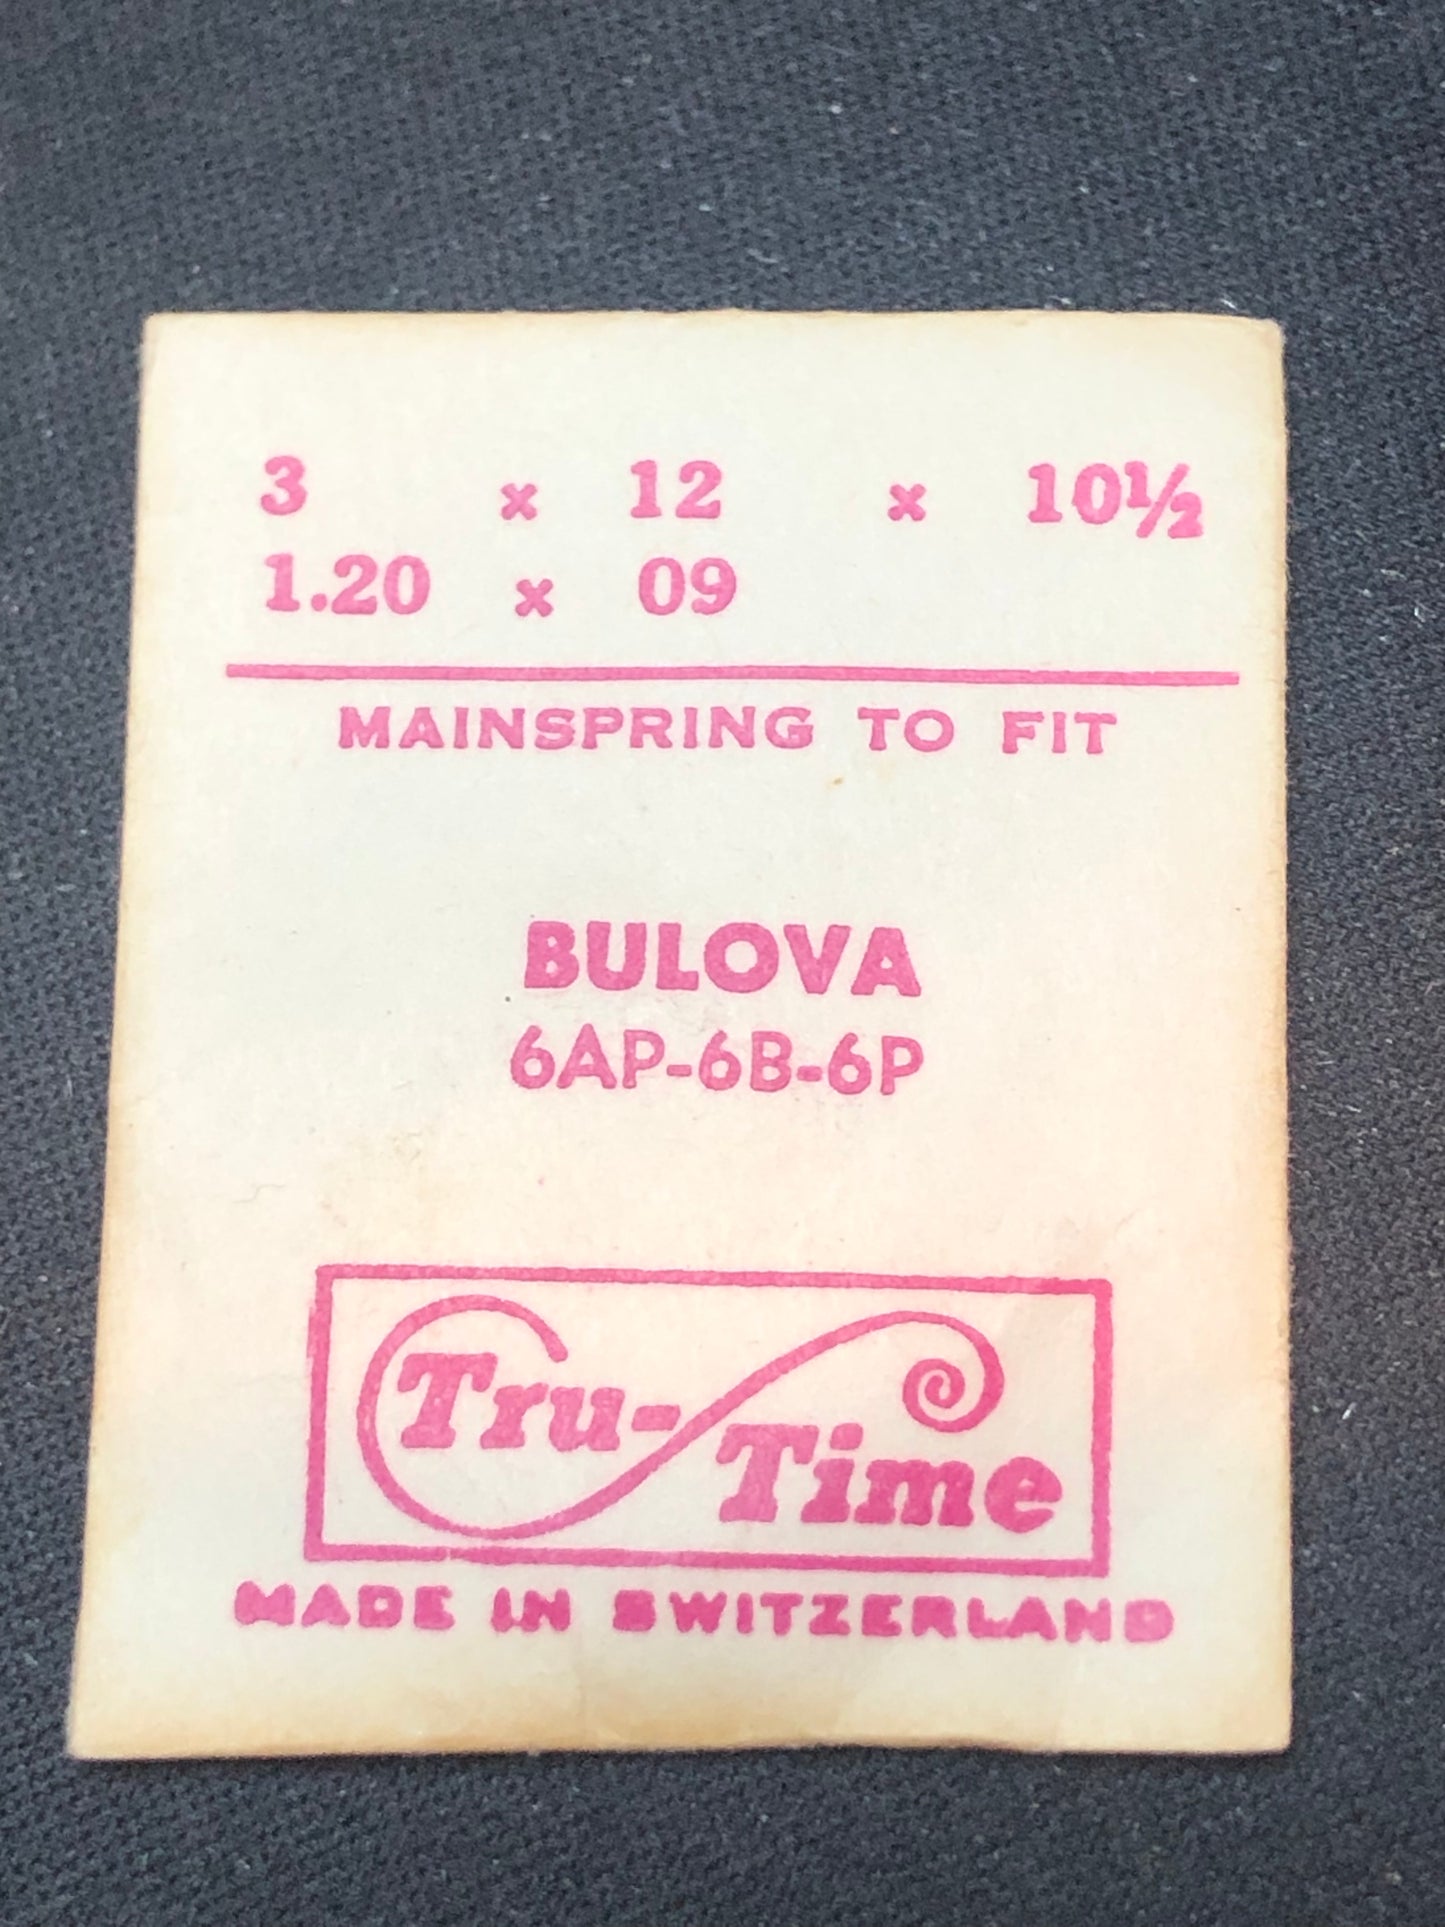 3 x 12 x 10½
1.20 x 09
MAINSPRING TO FIT
BULOVA
6AP-6B-6P
Tru-
Time
MADE IN SWITZERLAND